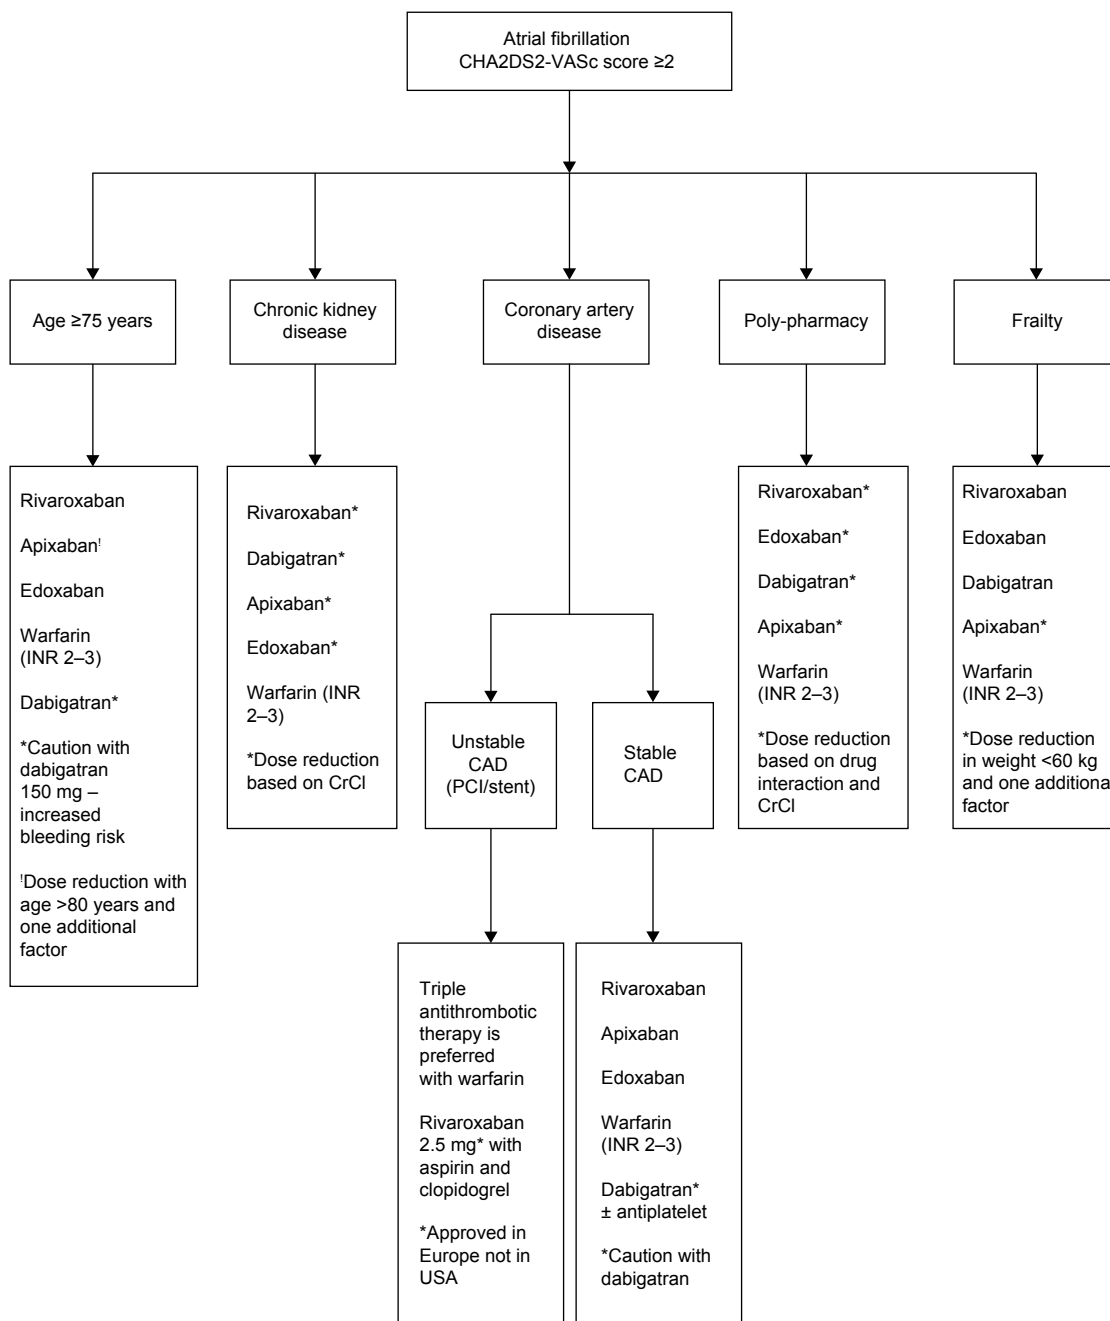 Atrial fibrillation
CHA2DS2-VASc score ≥2
Age ≥75 years
Chronic kidney
disease
Coronary artery
disease
Poly-pharmacy
Frailty
Rivaroxaban
Apixaban!
Edoxaban
Warfarin
(INR 2–3)
Dabigatran*
*Caution with
dabigatran
150 mg –
increased
bleeding risk
!Dose reduction with
age >80 years and
one additional
factor
Rivaroxaban*
Dabigatran*
Apixaban*
Edoxaban*
Warfarin (INR
2–3)
*Dose reduction
based on CrCl
Unstable
CAD
(PCI/stent)
Stable
CAD
Triple
antithrombotic
therapy is
preferred
with warfarin
Rivaroxaban
2.5 mg* with
aspirin and
clopidogrel
*Approved in
Europe not in
USA
Rivaroxaban
Apixaban
Edoxaban
Warfarin
(INR 2–3)
Dabigatran*
± antiplatelet
*Caution with
dabigatran
Rivaroxaban*
Edoxaban*
Dabigatran*
Apixaban*
Warfarin
(INR 2–3)
*Dose reduction
based on drug
interaction and
CrCl
Rivaroxaban
Edoxaban
Dabigatran
Apixaban*
Warfarin
(INR 2–3)
*Dose reduction
in weight <60 kg
and one additional
factor